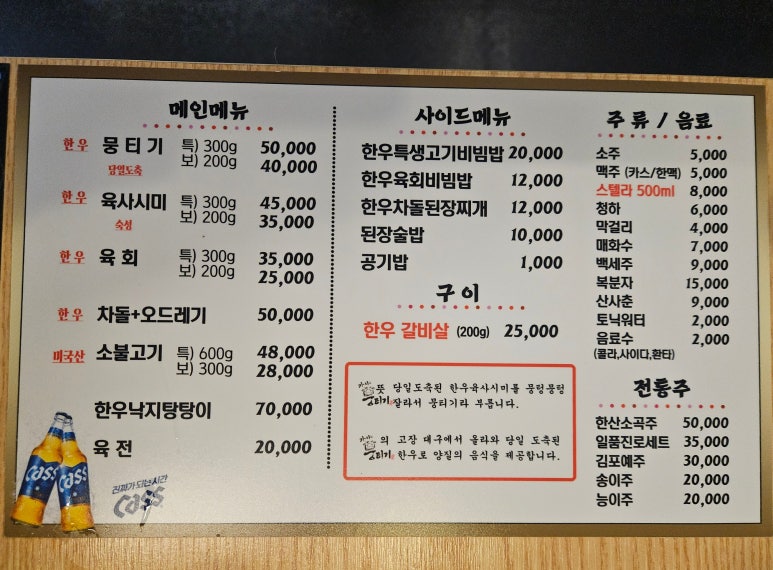 메인메뉴
한우 뭉티기 특) 300g 50,000
당일도축 보) 200g 40,000
한우 육사시미 특) 300g 45,000
숙성 보) 200g 35,000
한우 육회 특) 300g 35,000
보) 200g 25,000
한우 차돌+오드레기 50,000
미국산 소불고기 특) 600g 48,000
보) 300g 28,000
한우낙지탕탕이 70,000
육전 20,000
Cass Cass
진짜가 되는 시간
Cass
사이드메뉴
한우특생고기비빔밥 20,000
한우육회비빔밥 12,000
한우차돌된장찌개 12,000
된장술밥 10,000
공기밥 1,000
구이
한우 갈비살 (200g) 25,000
뭉티기 뜻 당일도축된 한우육사시미를 뭉텅뭉텅
잘라서 뭉티기라 부릅니다.
뭉티기의 고장 대구에서 올라와 당일 도축된
한우로 양질의 음식을 제공합니다.
주류 / 음료
소주 5,000
맥주 (카스/한맥) 5,000
스텔라 500ml 8,000
청하 6,000
막걸리 4,000
매화수 7,000
백세주 9,000
복분자 15,000
산사춘 9,000
토닉워터 2,000
음료수 2,000
(콜라,사이다,환타)
전통주
한산소곡주 50,000
일품진로세트 35,000
김포예주 30,000
송이주 20,000
능이주 20,000